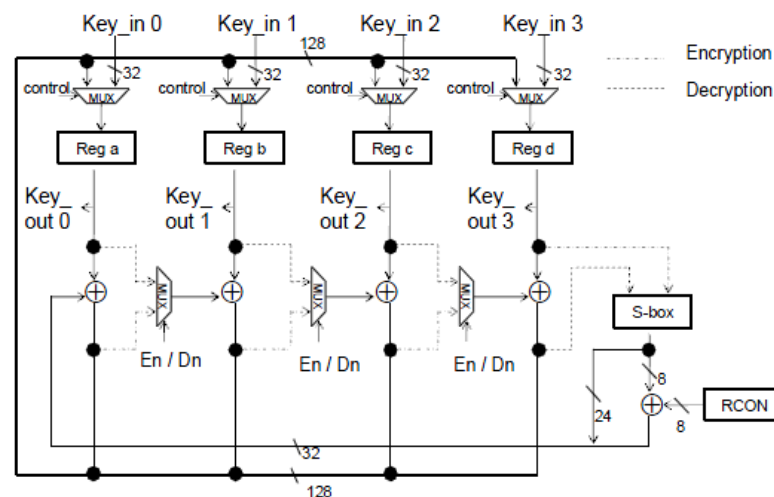 Key_in 0
Key_in 1
Key_in 2
Key_in 3
128
32
32
32
32
Encryption
Decryption
control
MUX
control
MUX
control
MUX
control
MUX
Reg a
Reg b
Reg c
Reg d
Key_
out 0
Key_
out 1
Key_
out 2
Key_
out 3
MUX
MUX
MUX
S-box
En / Dn
En / Dn
En / Dn
8
24
8
RCON
32
128